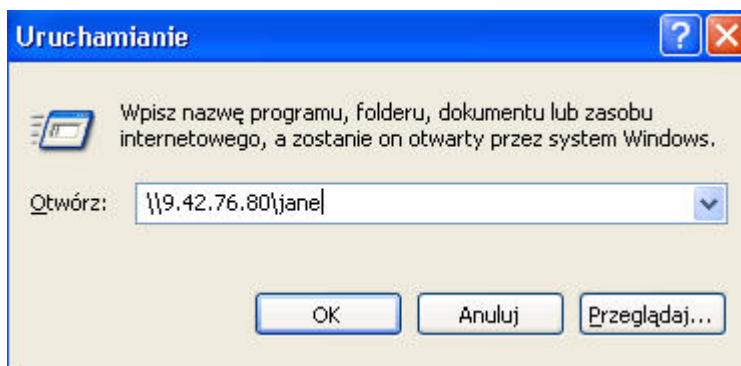 Uruchamianie
Wpisz nazwę programu, folderu, dokumentu lub zasobu
internetowego, a zostanie on otwarty przez system Windows.
Otwórz: \\9.42.76.80\jane
OK Anuluj Przeglądaj...